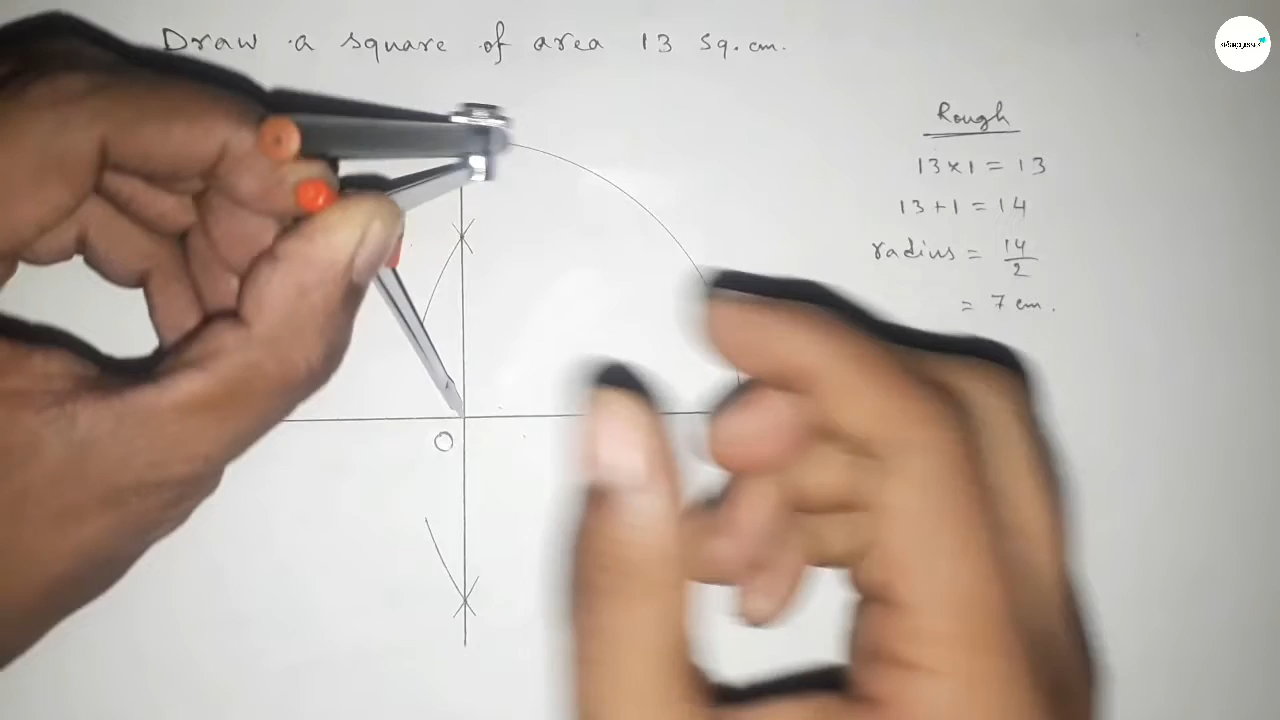 Draw a square of area 13 sq.cm.
Rough
13×1 = 13
13+1 = 14
radius = 14/2
= 7 cm.
O